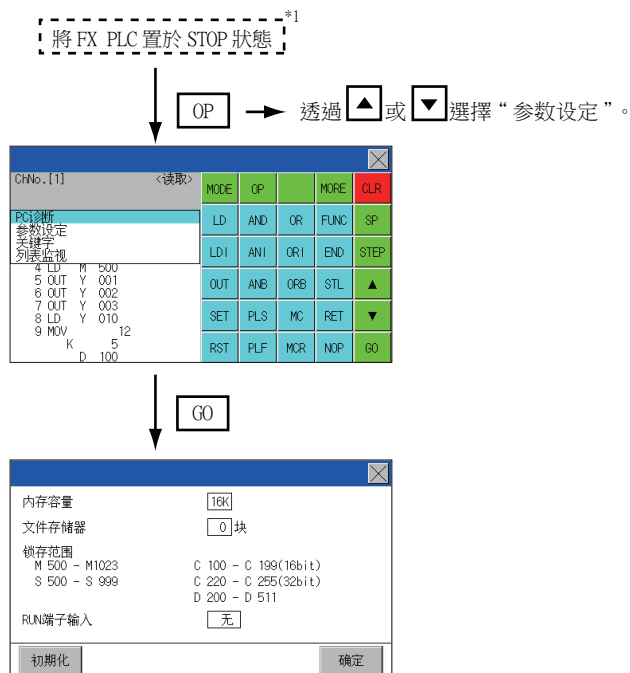 將 FX PLC 置於 STOP 狀態 *1
OP 透過 ▲ 或 ▼ 選擇“参数设定”。
ChNo.[1] <读取>
MODE OP MORE CLR
PC诊断
参数设定
关键字
列表监视
LD AND OR FUNC SP
LDI ANI ORI END STEP
4 LD M 500
5 OUT Y 001
6 OUT Y 002
7 OUT Y 003
8 LD Y 010
9 MOV 12
K 5
D 100
OUT ANB ORB STL ▲
SET PLS MC RET ▼
RST PLF MCR NOP GO
GO
内存容量 16K
文件存储器 0 块
锁存范围
M 500 - M1023 C 100 - C 199(16bit)
S 500 - S 999 C 220 - C 255(32bit)
D 200 - D 511
RUN端子输入 无
初期化 确定